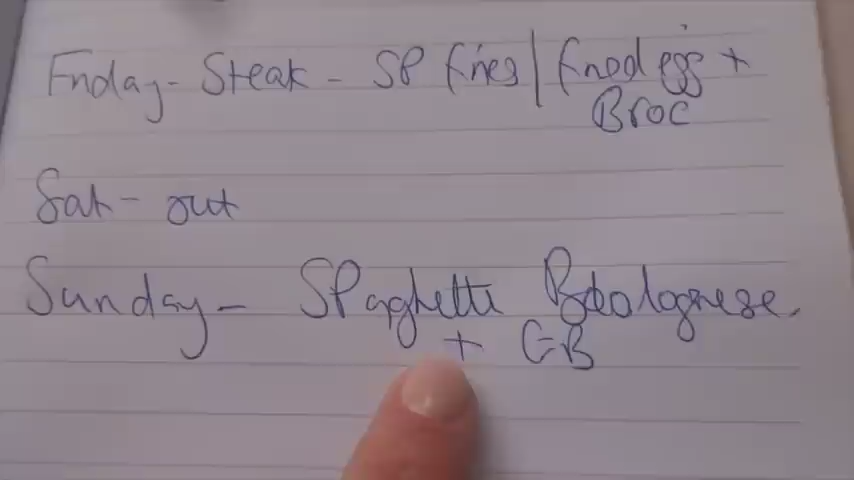 Friday - Steak - SP fries | fried egg +
Broc
Sat - out
Sunday - SPaghetti Bolognese.
+ GB